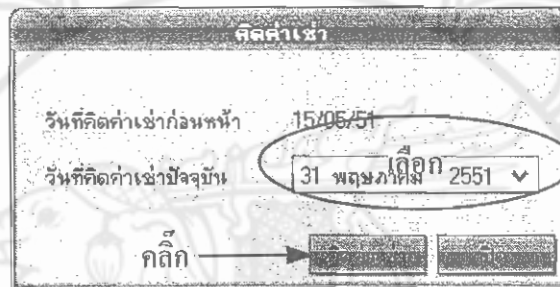 คิดค่าเช่า
วันที่คิดค่าเช่าก่อนหน้า 15/05/51
วันที่คิดค่าเช่าปัจจุบัน 31 พฤษภาคม 2551
เลือก
คลิ๊ก